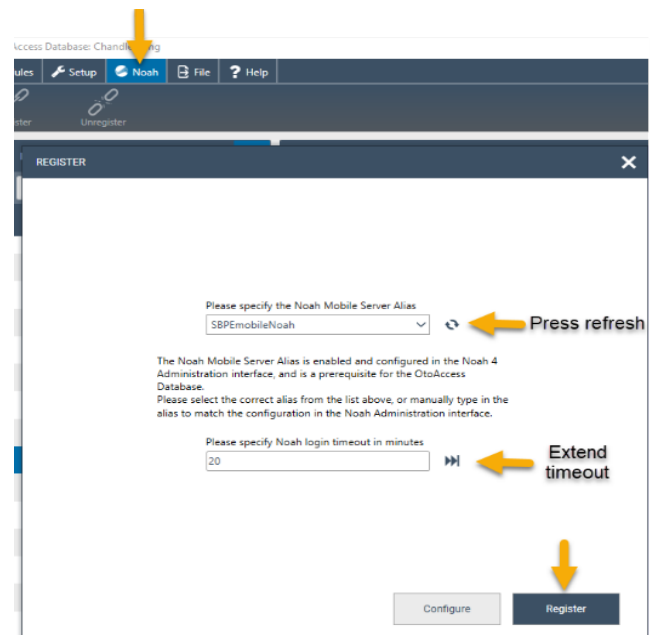 Access Database: Chandle
ng
ules Setup Noah File ? Help
ster Unregister
REGISTER
Please specify the Noah Mobile Server Alias
SBPEmobileNoah
Press refresh
The Noah Mobile Server Alias is enabled and configured in the Noah 4
Administration interface, and is a prerequisite for the OtoAccess
Database.
Please select the correct alias from the list above, or manually type in the
alias to match the configuration in the Noah Administration interface.
Please specify Noah login timeout in minutes
20
Extend
timeout
Configure Register